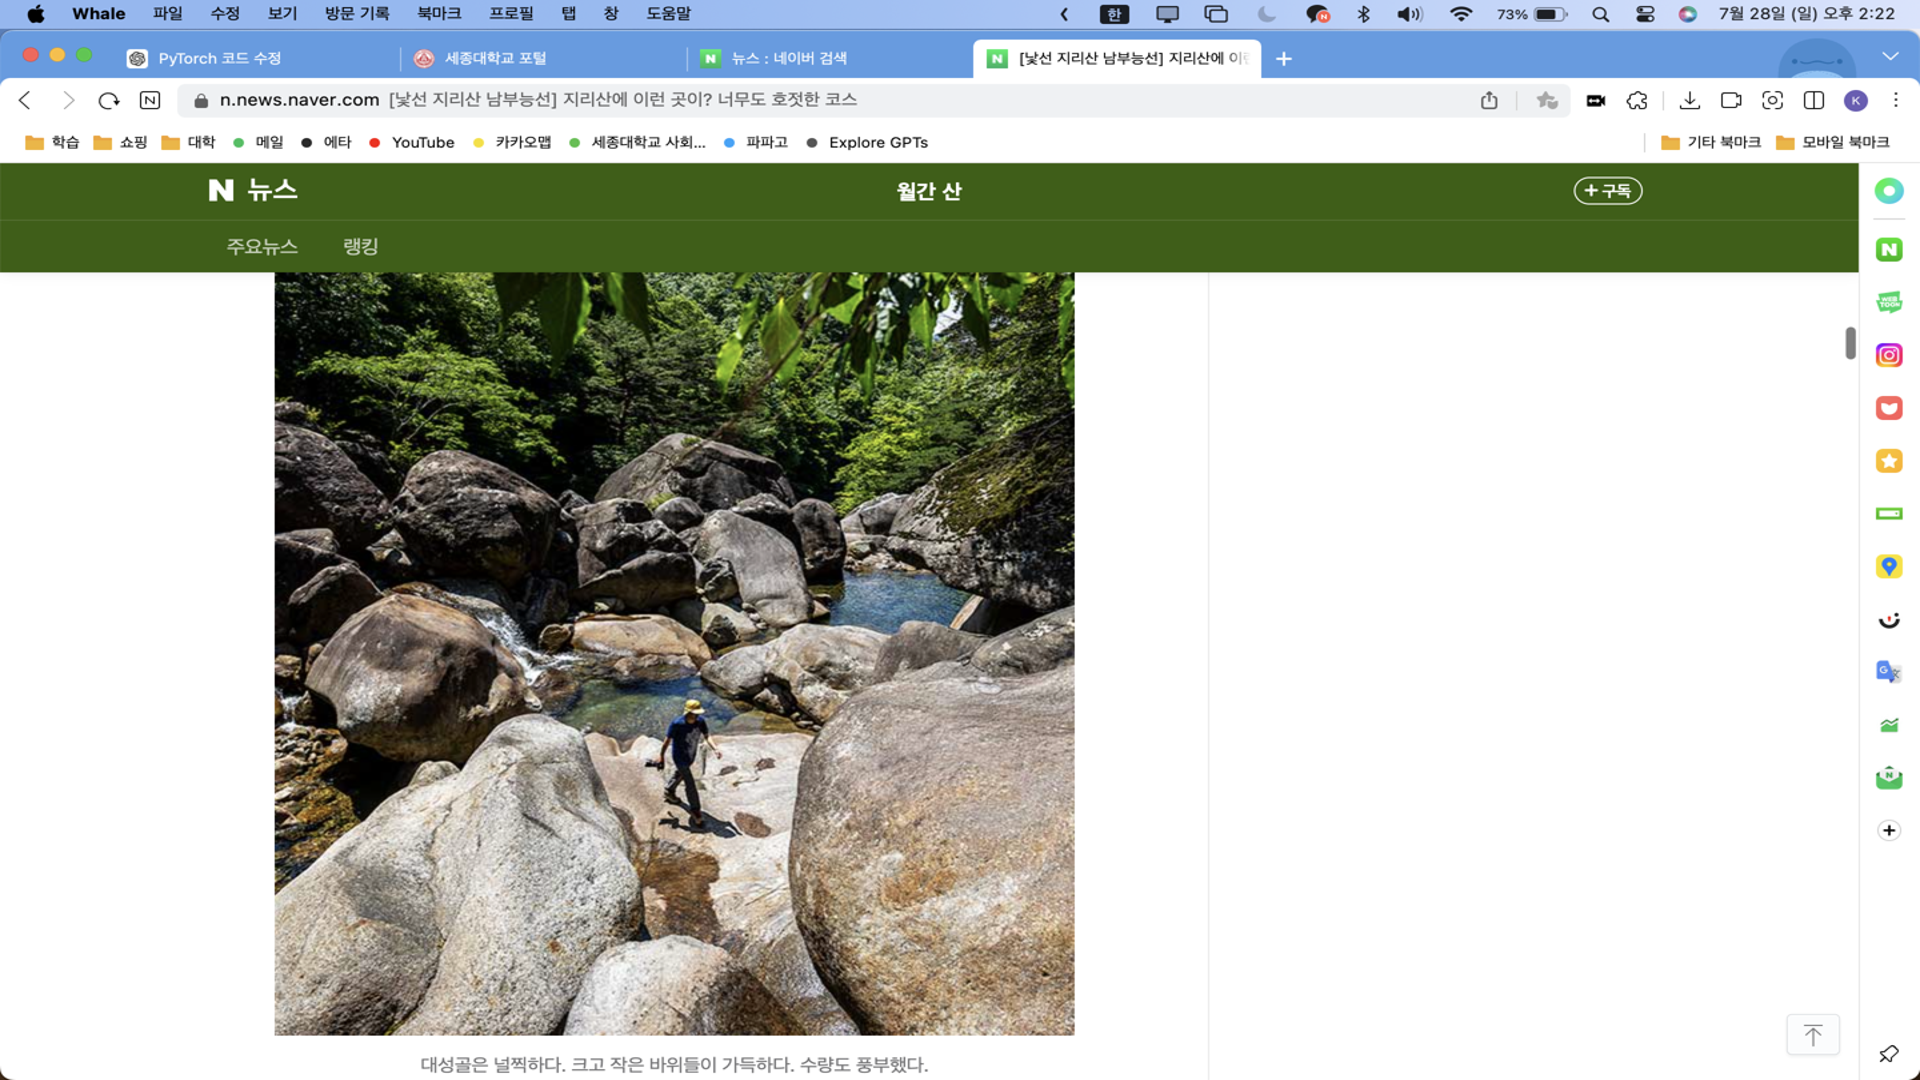 Whale 파일 수정 보기 방문 기록 북마크 프로필 탭 창 도움말 한 N 73% 7월 28일 (일) 오후 2:22
PyTorch 코드 수정 세종대학교 포털 N 뉴스 : 네이버 검색 N [낯선 지리산 남부능선] 지리산에 이런
N n.news.naver.com [낯선 지리산 남부능선] 지리산에 이런 곳이? 너무도 호젓한 코스 K
학습 쇼핑 대학 메일 에타 YouTube 카카오맵 세종대학교 사회... 파파고 Explore GPTs 기타 북마크 모바일 북마크
N 뉴스 월간 산 + 구독
주요뉴스 랭킹
N
WEB
TOON
G 文
N
대성골은 널찍하다. 크고 작은 바위들이 가득하다. 수량도 풍부했다.